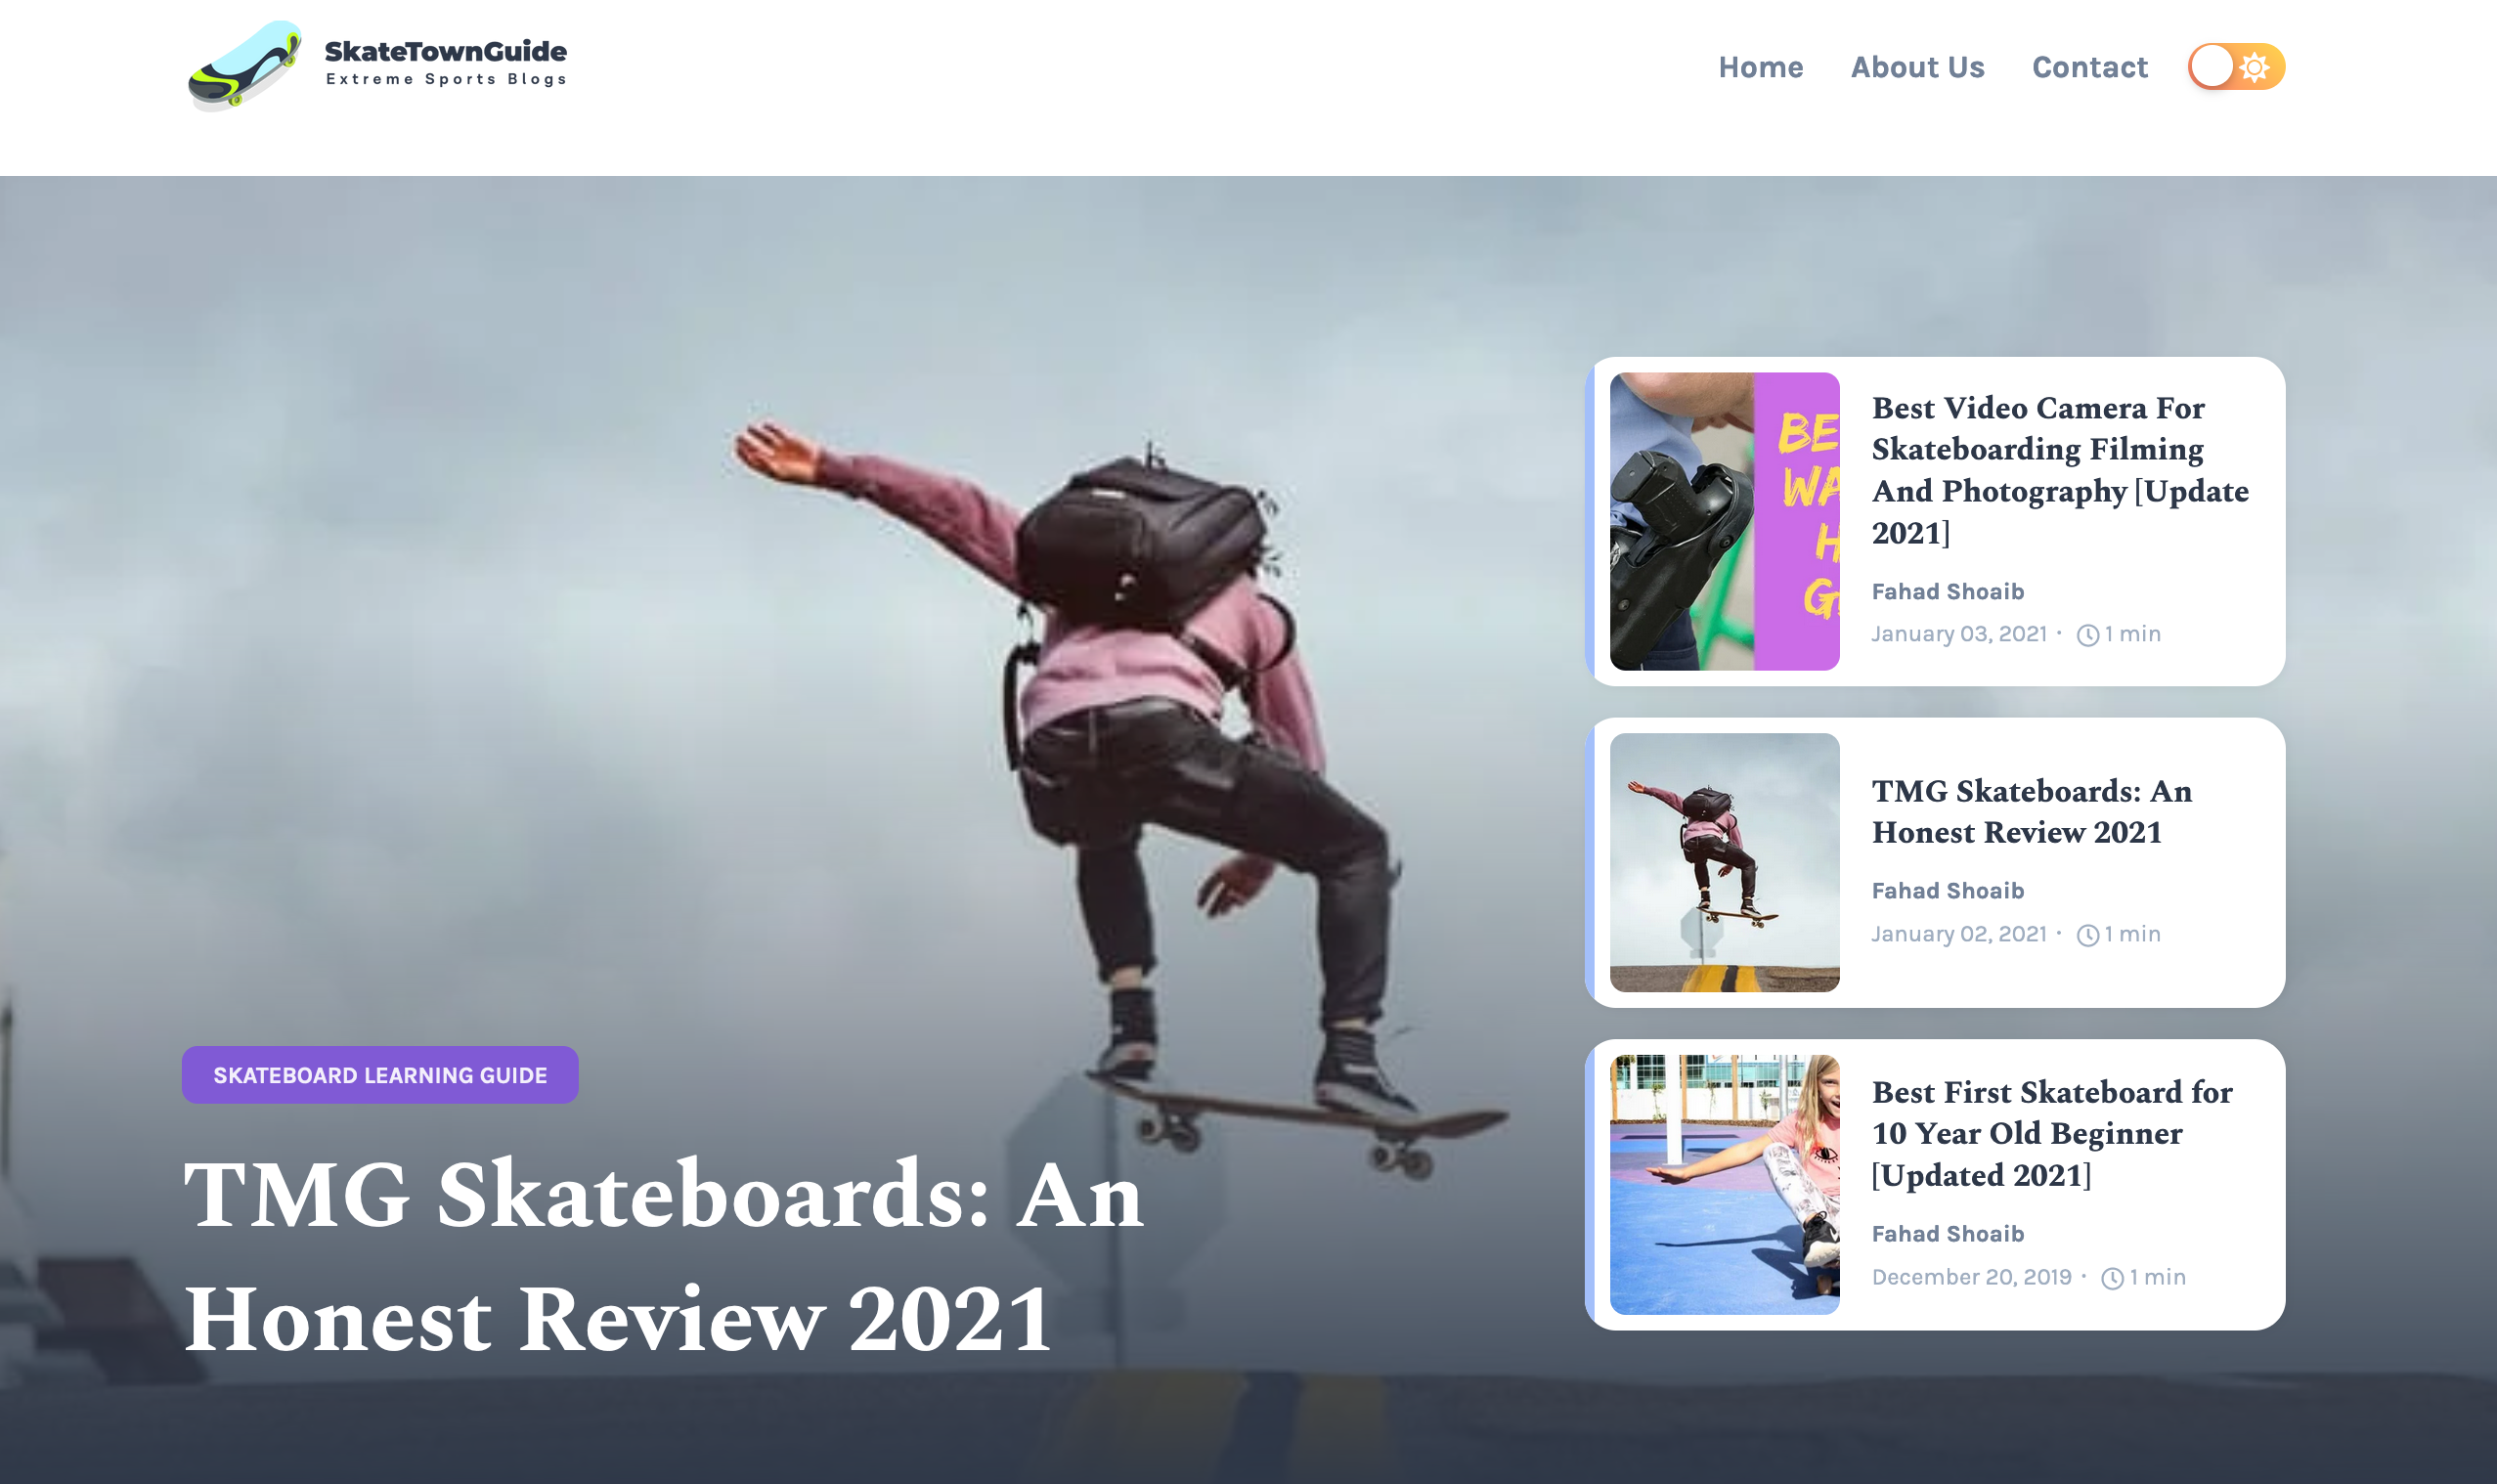 SkateTownGuide
Extreme Sports Blogs
Home
About Us
Contact
SKATEBOARD LEARNING GUIDE
TMG Skateboards: An
Honest Review 2021
BE
WA
H
G
Best Video Camera For
Skateboarding Filming
And Photography [Update
2021]
Fahad Shoaib
January 03, 2021 · 1 min
TMG Skateboards: An
Honest Review 2021
Fahad Shoaib
January 02, 2021 · 1 min
Best First Skateboard for
10 Year Old Beginner
[Updated 2021]
Fahad Shoaib
December 20, 2019 · 1 min